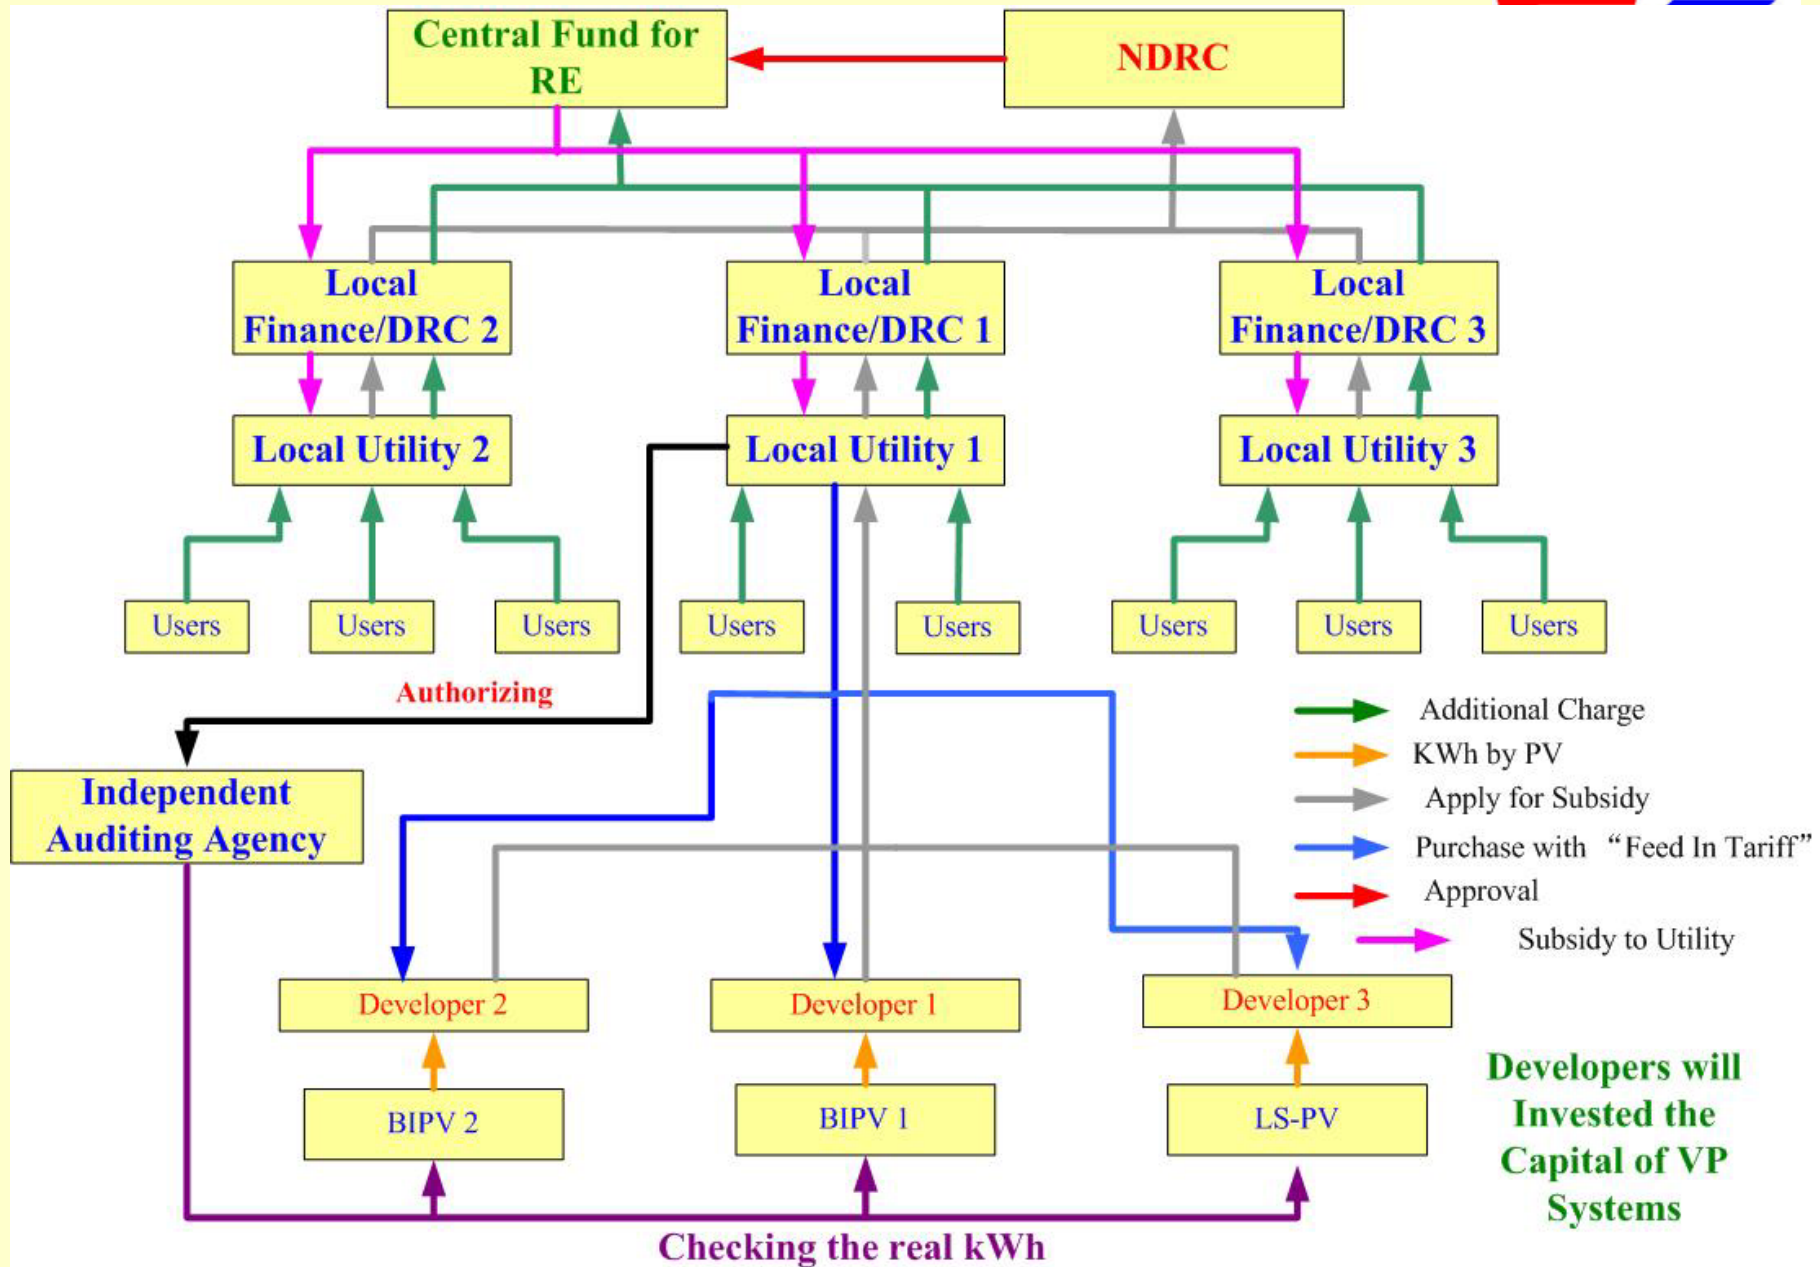 Central Fund for
RE
NDRC
Local
Finance/DRC 2
Local
Finance/DRC 1
Local
Finance/DRC 3
Local Utility 2
Local Utility 1
Local Utility 3
Users
Users
Users
Users
Users
Users
Users
Users
Authorizing
Independent
Auditing Agency
Additional Charge
KWh by PV
Apply for Subsidy
Purchase with “Feed In Tariff”
Approval
Subsidy to Utility
Developer 2
Developer 1
Developer 3
BIPV 2
BIPV 1
LS-PV
Developers will
Invested the
Capital of VP
Systems
Checking the real kWh